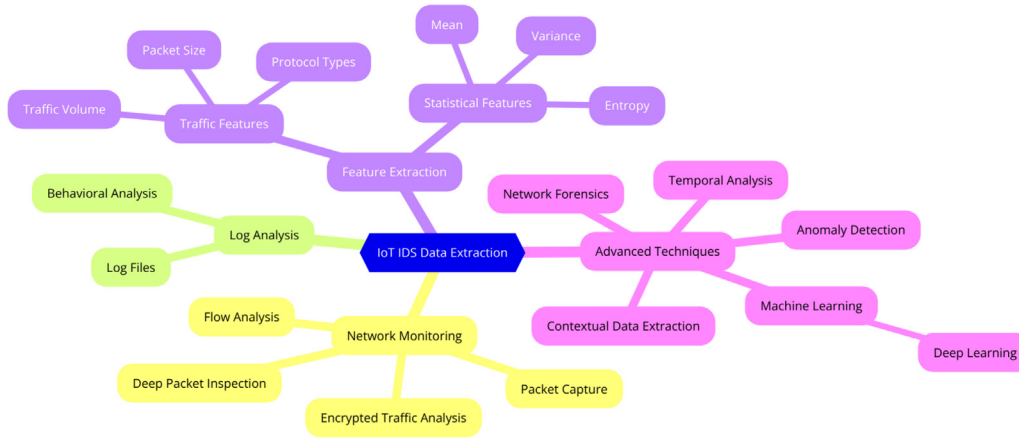 Mean
Variance
Packet Size
Protocol Types
Statistical Features
Entropy
Traffic Volume
Traffic Features
Feature Extraction
Behavioral Analysis
Network Forensics
Temporal Analysis
Log Analysis
Anomaly Detection
IoT IDS Data Extraction
Advanced Techniques
Log Files
Machine Learning
Flow Analysis
Contextual Data Extraction
Network Monitoring
Deep Learning
Deep Packet Inspection
Packet Capture
Encrypted Traffic Analysis